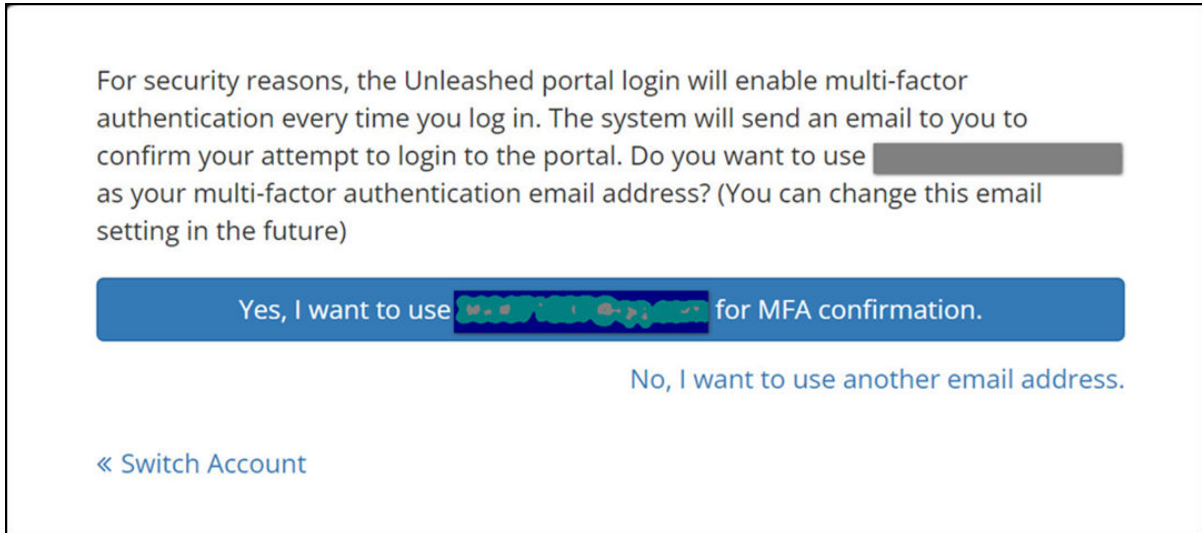 For security reasons, the Unleashed portal login will enable multi-factor
authentication every time you log in. The system will send an email to you to
confirm your attempt to login to the portal. Do you want to use
as your multi-factor authentication email address? (You can change this email
setting in the future)
Yes, I want to use for MFA confirmation.
No, I want to use another email address.
« Switch Account